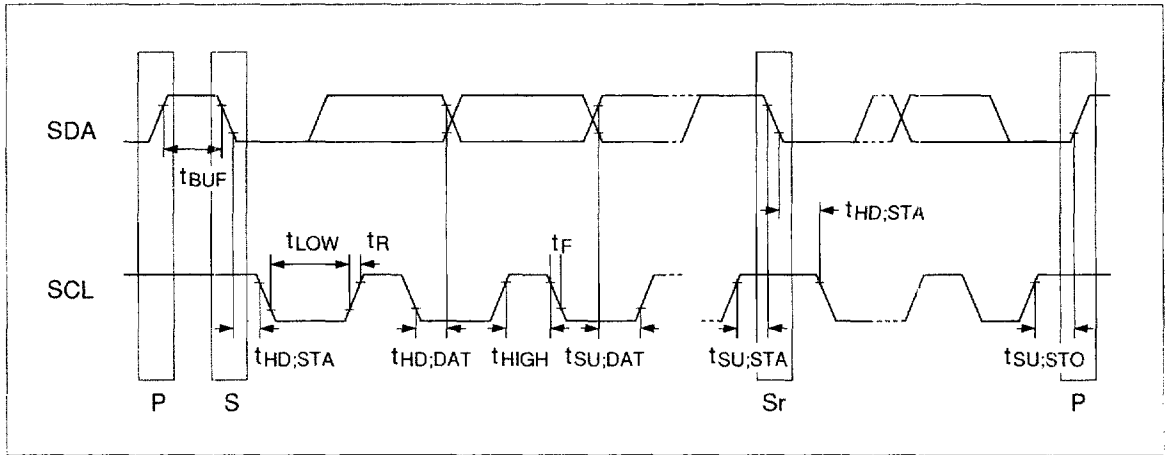 SDA
tBUF
tHD;STA
tLOW
tR
tF
SCL
tHD;STA
tHD;DAT
tHIGH
tSU;DAT
tSU;STA
tSU;STO
P
S
Sr
P